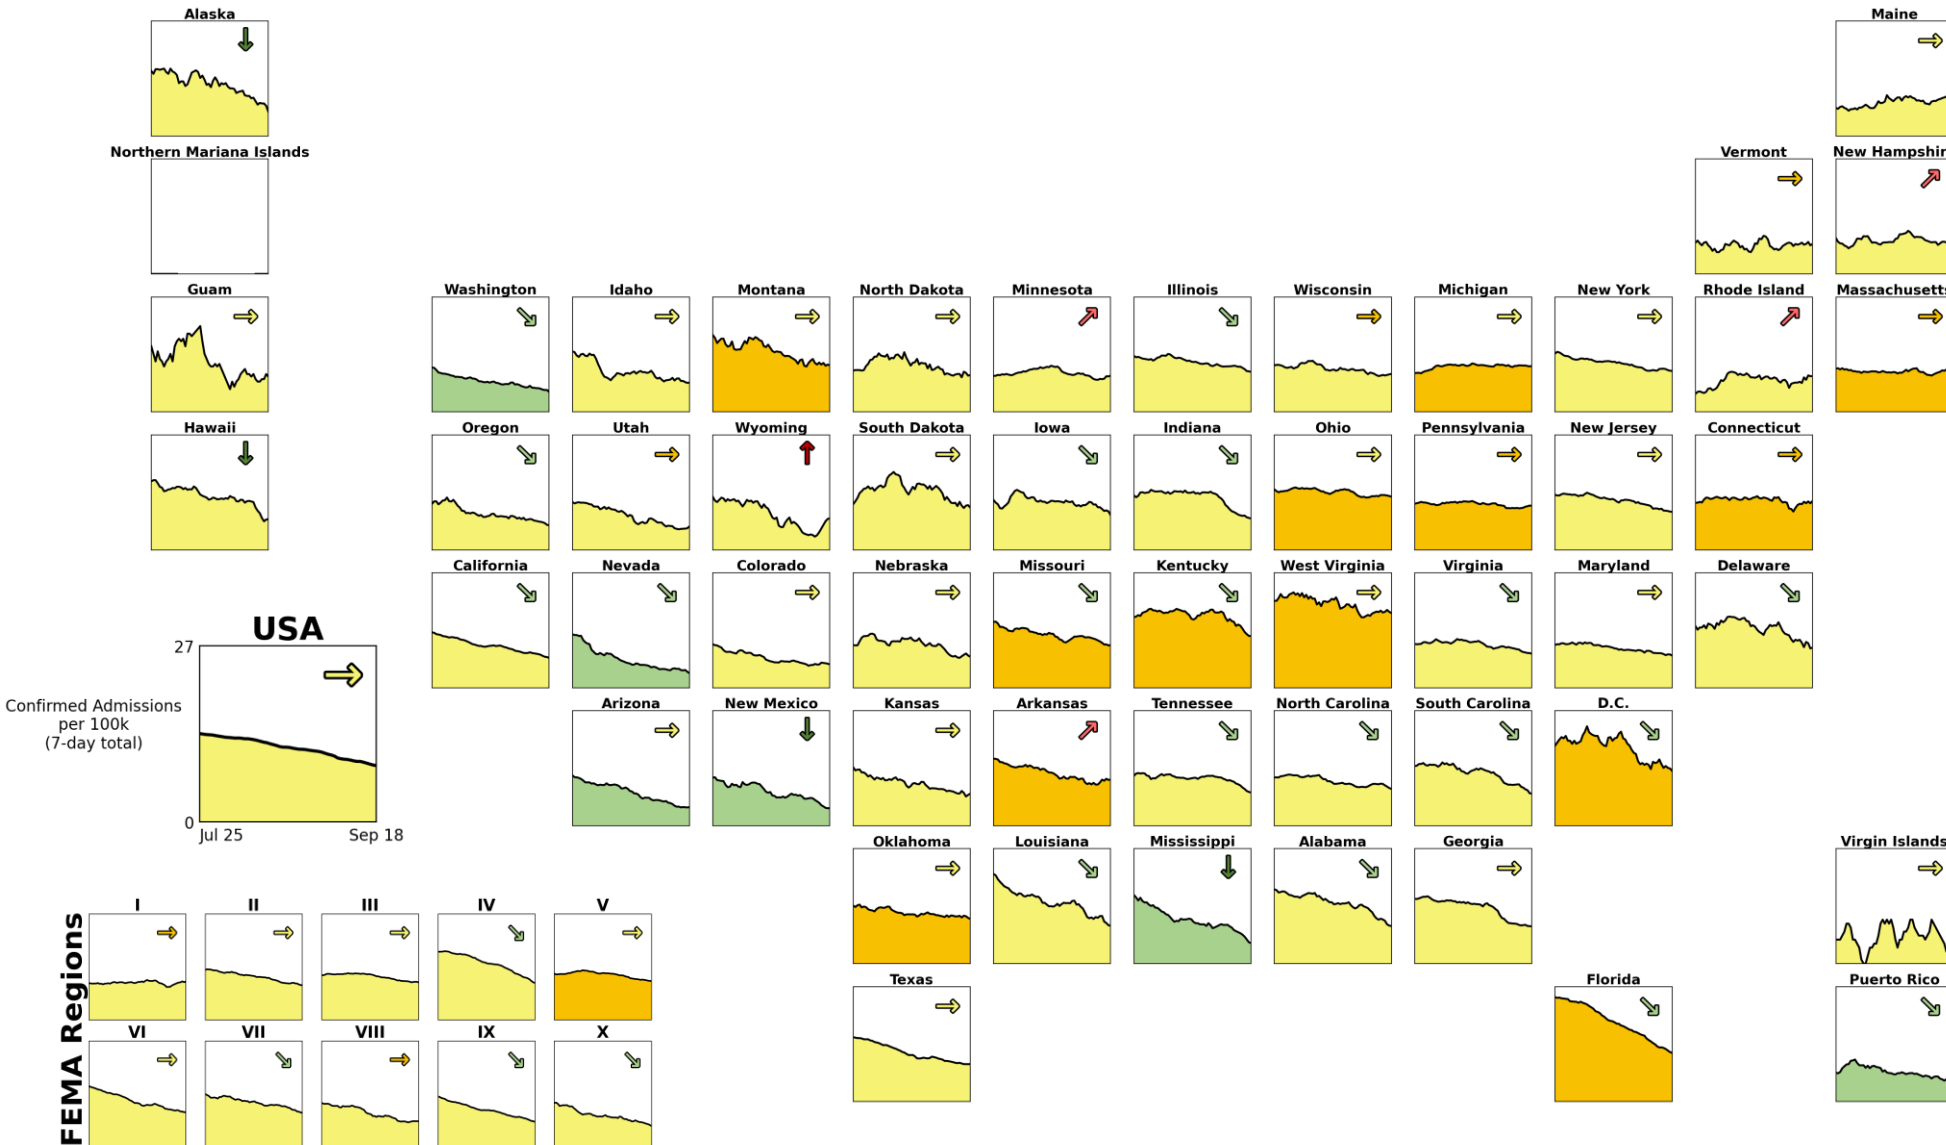 Alaska
Maine
Northern Mariana Islands
Vermont
New Hampshir
Guam
Washington
Idaho
Montana
North Dakota
Minnesota
Illinois
Wisconsin
Michigan
New York
Rhode Island
Massachusetts
Hawaii
Oregon
Utah
Wyoming
South Dakota
Iowa
Indiana
Ohio
Pennsylvania
New Jersey
Connecticut
California
Nevada
Colorado
Nebraska
Missouri
Kentucky
West Virginia
Virginia
Maryland
Delaware
USA
27
Confirmed Admissions
per 100k
(7-day total)
0
Jul 25
Sep 18
Arizona
New Mexico
Kansas
Arkansas
Tennessee
North Carolina
South Carolina
D.C.
Oklahoma
Louisiana
Mississippi
Alabama
Georgia
Virgin Islands
Texas
Florida
Puerto Rico
FEMA Regions
I
II
III
IV
V
VI
VII
VIII
IX
X